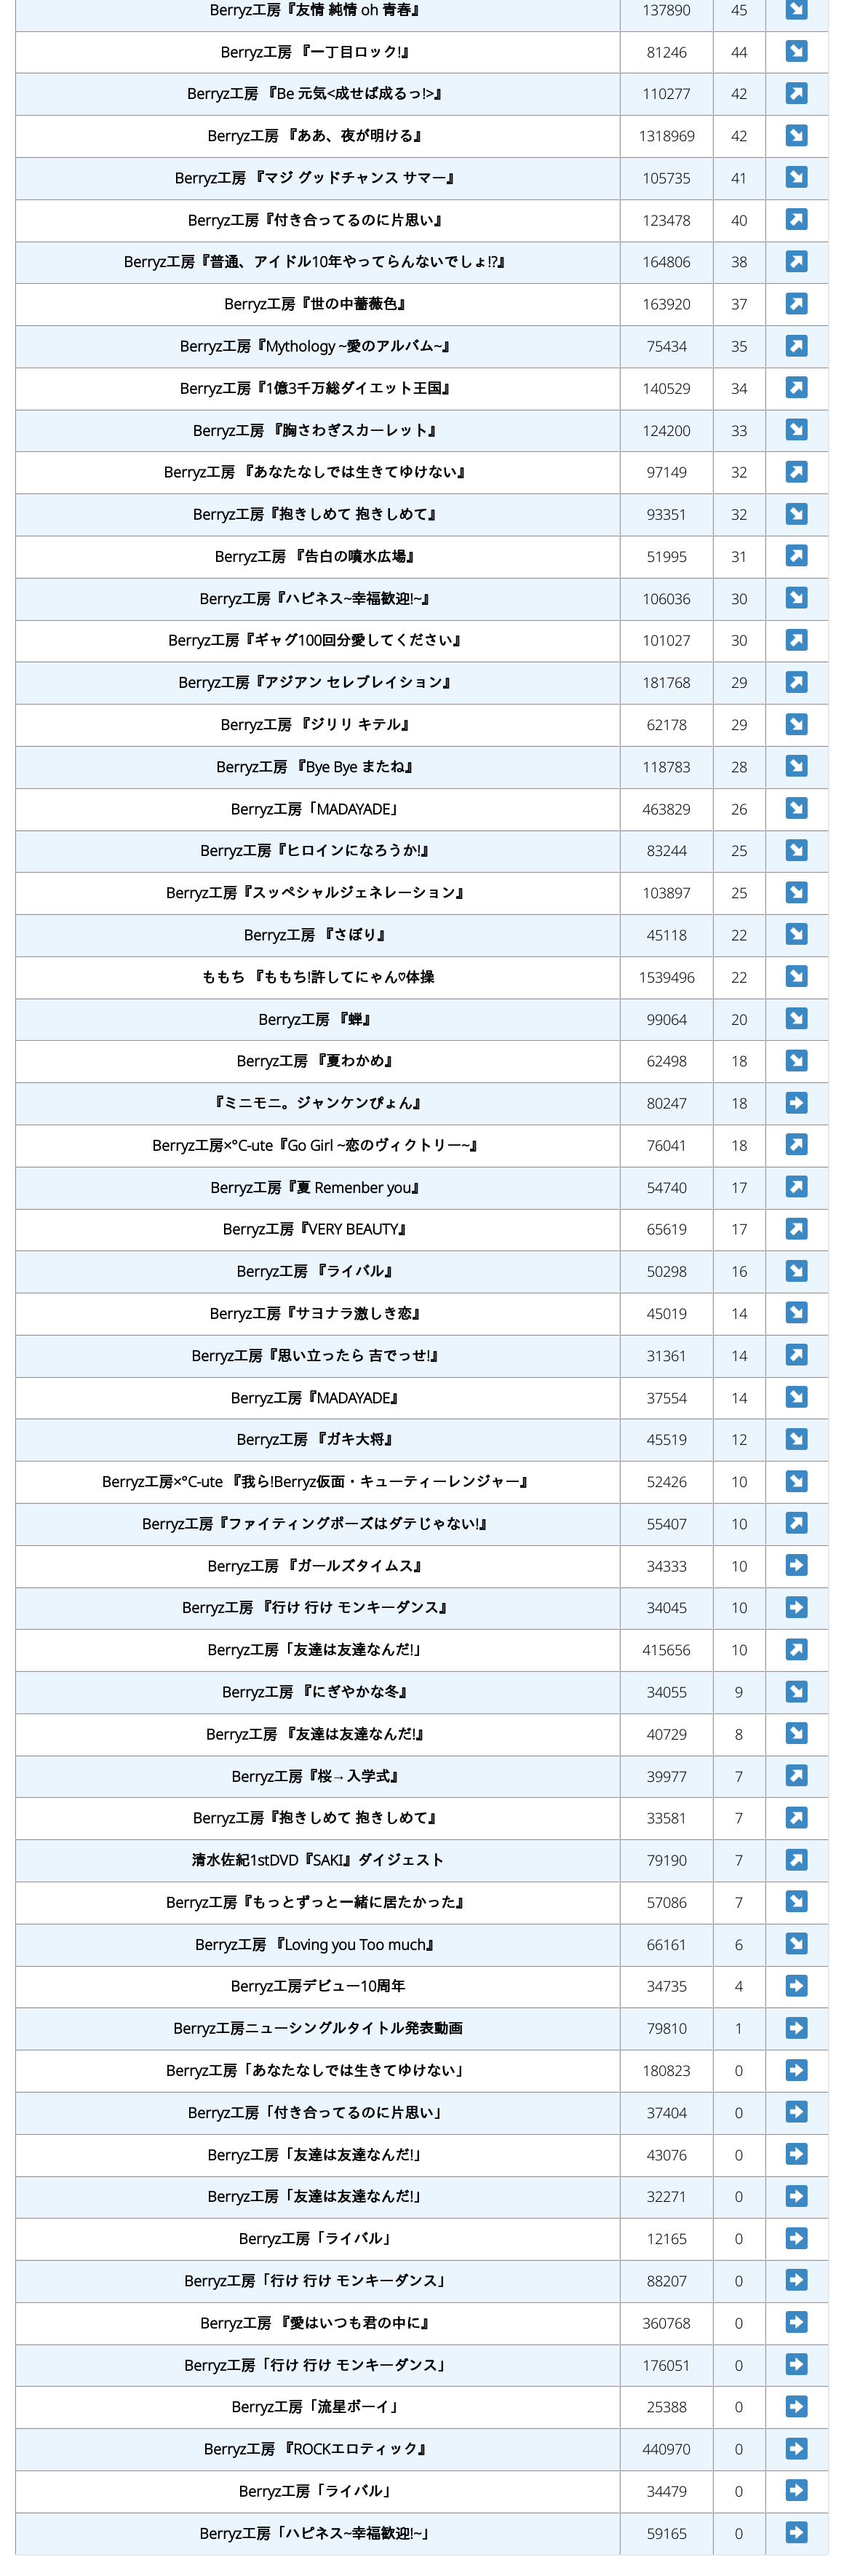 Berryz工房『友情 純情 oh 青春』 137890 45
Berryz工房 『一丁目ロック!』 81246 44
Berryz工房 『Be 元気<成せば成るっ!>』 110277 42
Berryz工房 『ああ、夜が明ける』 1318969 42
Berryz工房 『マジ グッドチャンス サマー』 105735 41
Berryz工房『付き合ってるのに片思い』 123478 40
Berryz工房『普通、アイドル10年やってらんないでしょ!?』 164806 38
Berryz工房『世の中薔薇色』 163920 37
Berryz工房『Mythology ~愛のアルバム~』 75434 35
Berryz工房『1億3千万総ダイエット王国』 140529 34
Berryz工房 『胸さわぎスカーレット』 124200 33
Berryz工房 『あなたなしでは生きてゆけない』 97149 32
Berryz工房『抱きしめて 抱きしめて』 93351 32
Berryz工房 『告白の噴水広場』 51995 31
Berryz工房『ハピネス~幸福歓迎!~』 106036 30
Berryz工房『ギャグ100回分愛してください』 101027 30
Berryz工房『アジアン セレブレイション』 181768 29
Berryz工房 『ジリリ キテル』 62178 29
Berryz工房 『Bye Bye またね』 118783 28
Berryz工房「MADAYADE」 463829 26
Berryz工房『ヒロインになろうか!』 83244 25
Berryz工房『スッペシャルジェネレ〜ション』 103897 25
Berryz工房 『さぼり』 45118 22
ももち 『ももち!許してにゃん♡体操 1539496 22
Berryz工房 『蝉』 99064 20
Berryz工房 『夏わかめ』 62498 18
『ミニモニ。ジャンケンぴょん』 80247 18
Berryz工房×°C-ute『Go Girl ~恋のヴィクトリー~』 76041 18
Berryz工房『夏 Remenber you』 54740 17
Berryz工房『VERY BEAUTY』 65619 17
Berryz工房 『ライバル』 50298 16
Berryz工房『サヨナラ激しき恋』 45019 14
Berryz工房『思い立ったら 吉でっせ!』 31361 14
Berryz工房『MADAYADE』 37554 14
Berryz工房 『ガキ大将』 45519 12
Berryz工房×°C-ute 『我ら!Berryz仮面・キューティーレンジャー』 52426 10
Berryz工房『ファイティングポーズはダテじゃない!』 55407 10
Berryz工房 『ガールズタイムス』 34333 10
Berryz工房 『行け 行け モンキーダンス』 34045 10
Berryz工房「友達は友達なんだ!」 415656 10
Berryz工房 『にぎやかな冬』 34055 9
Berryz工房 『友達は友達なんだ!』 40729 8
Berryz工房『桜→入学式』 39977 7
Berryz工房『抱きしめて 抱きしめて』 33581 7
清水佐紀1stDVD『SAKI』ダイジェスト 79190 7
Berryz工房『もっとずっと一緒に居たかった』 57086 7
Berryz工房 『Loving you Too much』 66161 6
Berryz工房デビュー10周年 34735 4
Berryz工房ニューシングルタイトル発表動画 79810 1
Berryz工房「あなたなしでは生きてゆけない」 180823 0
Berryz工房「付き合ってるのに片思い」 37404 0
Berryz工房「友達は友達なんだ!」 43076 0
Berryz工房「友達は友達なんだ!」 32271 0
Berryz工房「ライバル」 12165 0
Berryz工房「行け 行け モンキーダンス」 88207 0
Berryz工房 『愛はいつも君の中に』 360768 0
Berryz工房「行け 行け モンキーダンス」 176051 0
Berryz工房「流星ボーイ」 25388 0
Berryz工房 『ROCKエロティック』 440970 0
Berryz工房「ライバル」 34479 0
Berryz工房「ハピネス~幸福歓迎!~」 59165 0